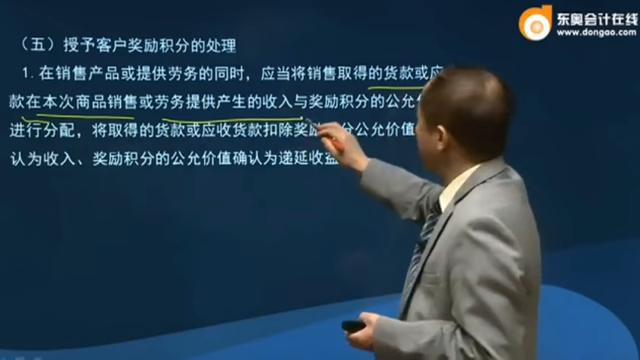 东奥会计在线
www.dongao.com
（五）授予客户奖励积分的处理
1. 在销售产品或提供劳务的同时，应当将销售取得的货款或应
款在本次商品销售或劳务提供产生的收入与奖励积分的公允
进行分配，将取得的货款或应收货款扣除奖励 分公允价值
认为收入、奖励积分的公允价值确认为递延收益